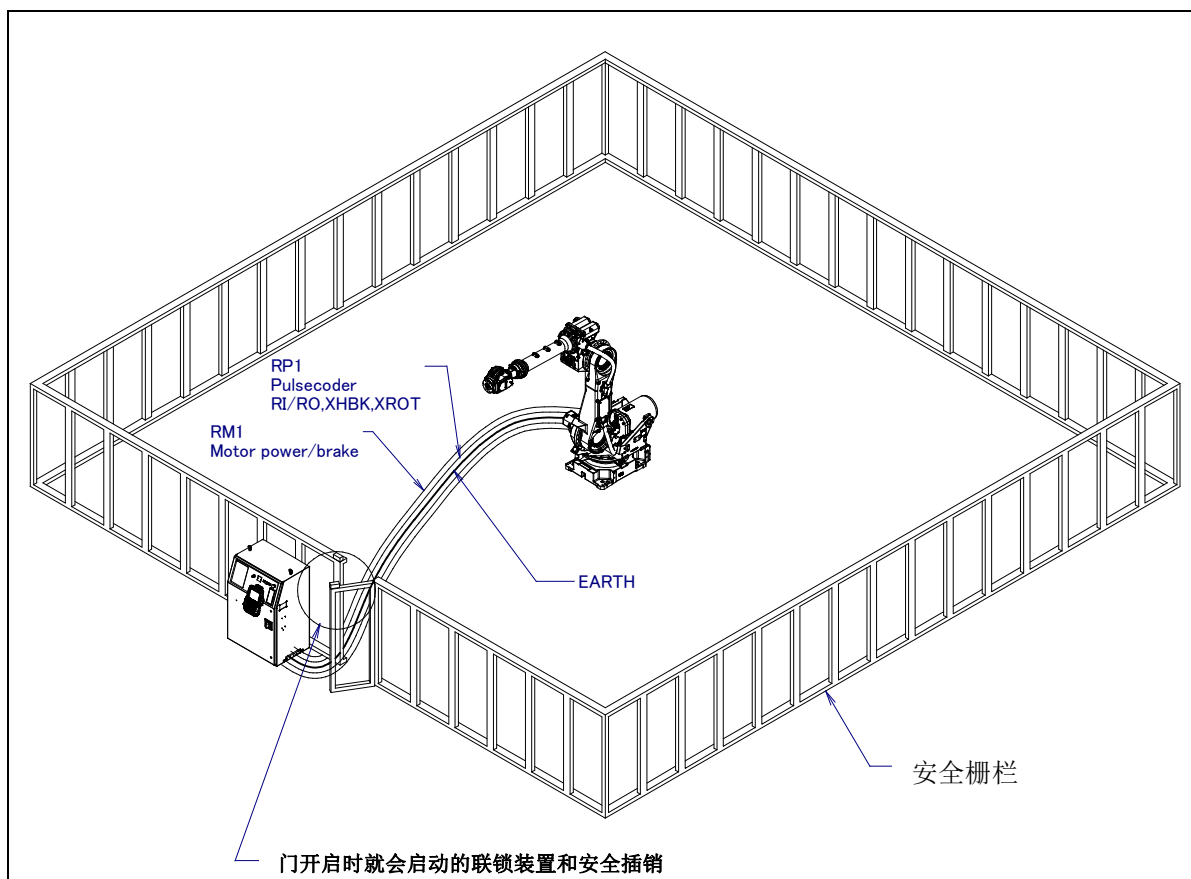 RP1
Pulsecoder
RI/RO,XHBK,XROT
RM1
Motor power/brake
EARTH
安全栅栏
门开启时就会启动的联锁装置和安全插销